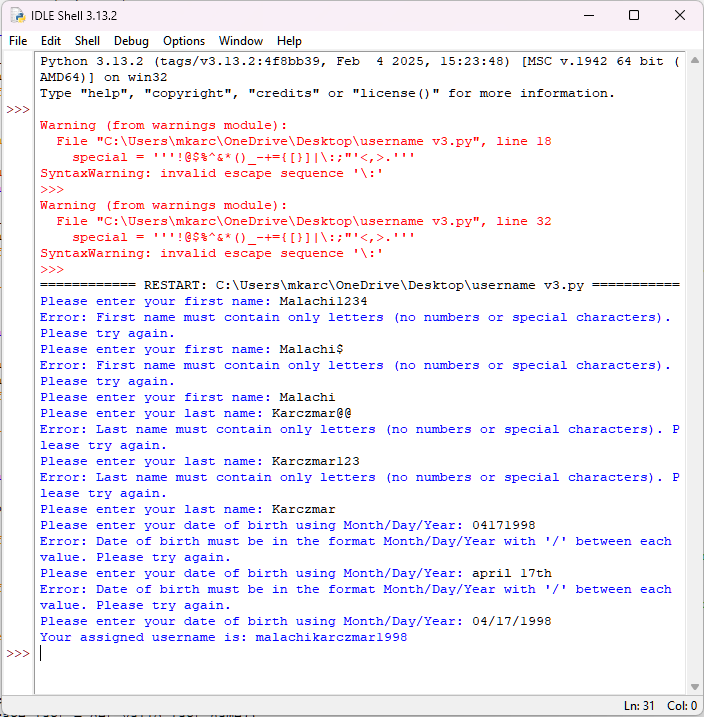 IDLE Shell 3.13.2
File Edit Shell Debug Options Window Help
Python 3.13.2 (tags/v3.13.2:4f8bb39, Feb  4 2025, 15:23:48) [MSC v.1942 64 bit (
AMD64)] on win32
Type "help", "copyright", "credits" or "license()" for more information.
>>>
Warning (from warnings module):
  File "C:\Users\mkarc\OneDrive\Desktop\username v3.py", line 18
    special = '''!@$%^&*()_-+={[}]|\:;"'<,>.'''
SyntaxWarning: invalid escape sequence '\:'
>>>
Warning (from warnings module):
  File "C:\Users\mkarc\OneDrive\Desktop\username v3.py", line 32
    special = '''!@$%^&*()_-+={[}]|\:;"'<,>.'''
SyntaxWarning: invalid escape sequence '\:'
>>>
============ RESTART: C:\Users\mkarc\OneDrive\Desktop\username v3.py ===========
Please enter your first name: Malachi1234
Error: First name must contain only letters (no numbers or special characters).
Please try again.
Please enter your first name: Malachi$
Error: First name must contain only letters (no numbers or special characters).
Please try again.
Please enter your first name: Malachi
Please enter your last name: Karczmar@@
Error: Last name must contain only letters (no numbers or special characters). P
lease try again.
Please enter your last name: Karczmar123
Error: Last name must contain only letters (no numbers or special characters). P
lease try again.
Please enter your last name: Karczmar
Please enter your date of birth using Month/Day/Year: 04171998
Error: Date of birth must be in the format Month/Day/Year with '/' between each
value. Please try again.
Please enter your date of birth using Month/Day/Year: april 17th
Error: Date of birth must be in the format Month/Day/Year with '/' between each
value. Please try again.
Please enter your date of birth using Month/Day/Year: 04/17/1998
Your assigned username is: malachikarczmar1998
>>>
Ln: 31 Col: 0